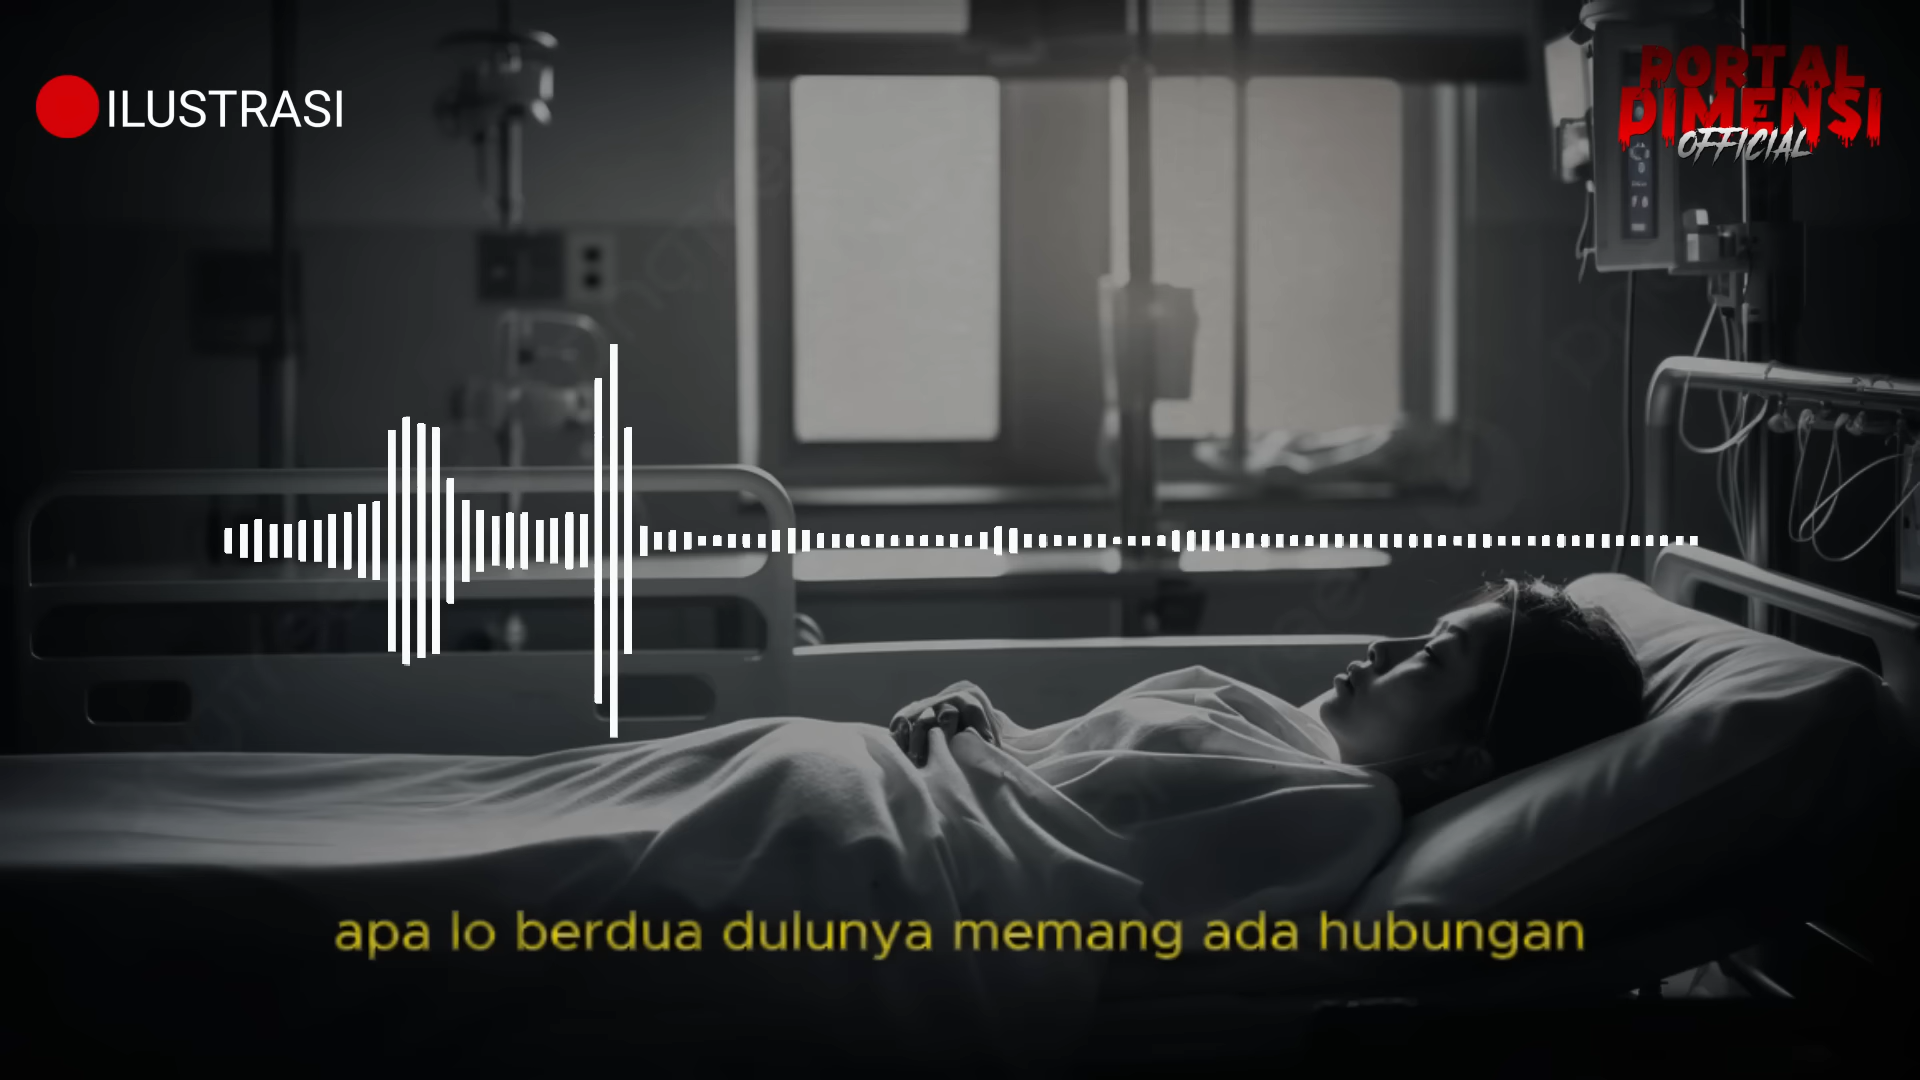 ILUSTRASI
PORTAL
DIMENSI
OFFICIAL
apa lo berdua dulunya memang ada hubungan